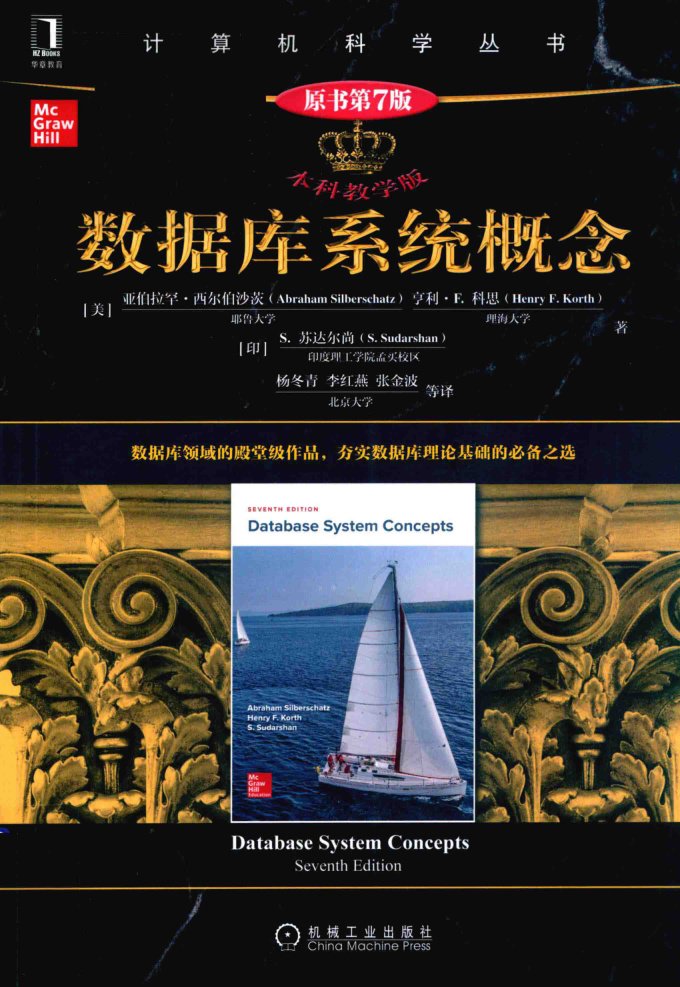 HZ BOOKS
华章教育
计算机科学丛书
Mc
Graw
Hill
原书第7版
本科教学版
数据库系统概念
[美] 亚伯拉罕·西尔伯沙茨(Abraham Silberschatz) 亨利·F. 科思(Henry F. Korth)
耶鲁大学 理海大学
著
[印] S. 苏达尔尚(S. Sudarshan)
印度理工学院孟买校区
杨冬青 李红燕 张金波 等译
北京大学
数据库领域的殿堂级作品，夯实数据库理论基础的必备之选
SEVENTH EDITION
Database System Concepts
Abraham Silberschatz
Henry F. Korth
S. Sudarshan
Mc
Graw
Hill
Education
Database System Concepts
Seventh Edition
机械工业出版社
China Machine Press